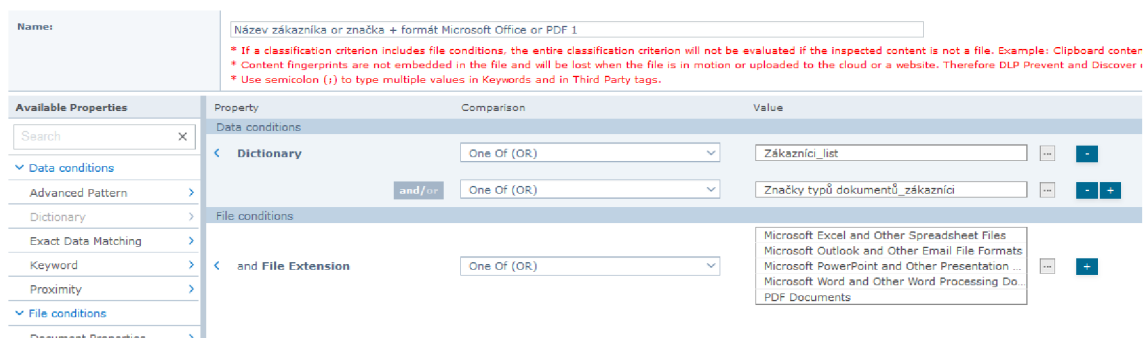 Name:
Název zákazníka or značka + formát Microsoft Office or PDF 1
* If a classification criterion includes file conditions, the entire classification criterion will not be evaluated if the inspected content is not a file. Example: Clipboard conten
* Content fingerprints are not embedded in the file and will be lost when the file is in motion or uploaded to the cloud or a website. Therefore DLP Prevent and Discover
* Use semicolon (;) to type multiple values in Keywords and in Third Party tags.
Available Properties
Property Comparison Value
Search
Data conditions
Dictionary One Of (OR) Zákazníci_list ... -
Data conditions
Advanced Pattern
and/or One Of (OR) Značky typů dokumentů_zákazníci ... - +
Dictionary
File conditions
Exact Data Matching
Keyword
Proximity
and File Extension One Of (OR)
Microsoft Excel and Other Spreadsheet Files
Microsoft Outlook and Other Email File Formats
Microsoft PowerPoint and Other Presentation ...
Microsoft Word and Other Word Processing Do...
PDF Documents
... +
File conditions
Document Properties